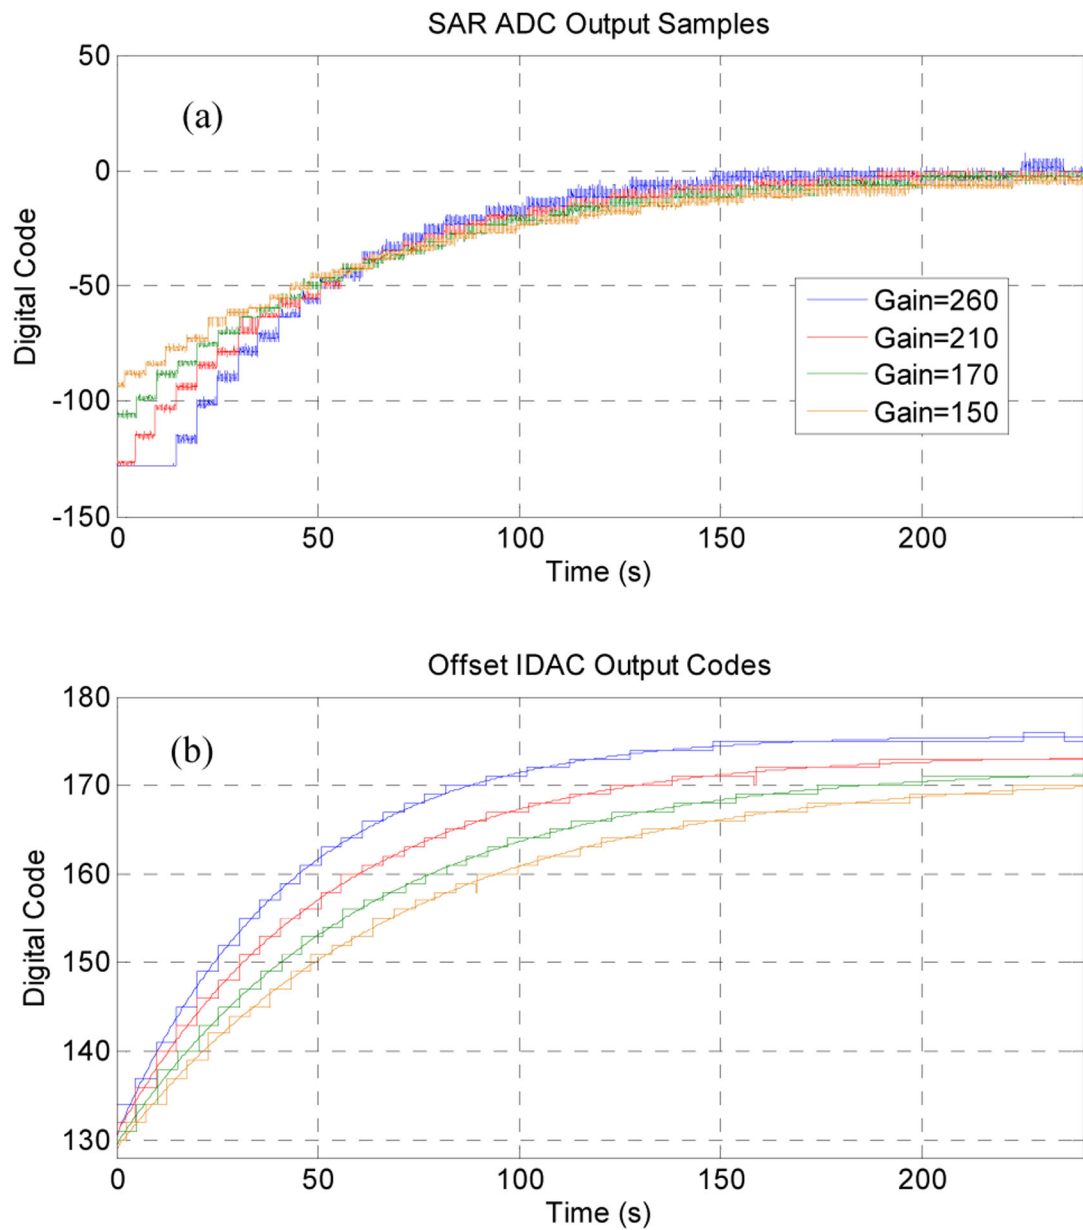 SAR ADC Output Samples
(a)
50
0
-50
-100
-150
Digital Code
0 50 100 150 200
Time (s)
Gain=260
Gain=210
Gain=170
Gain=150
Offset IDAC Output Codes
(b)
180
170
160
150
140
130
Digital Code
0 50 100 150 200
Time (s)